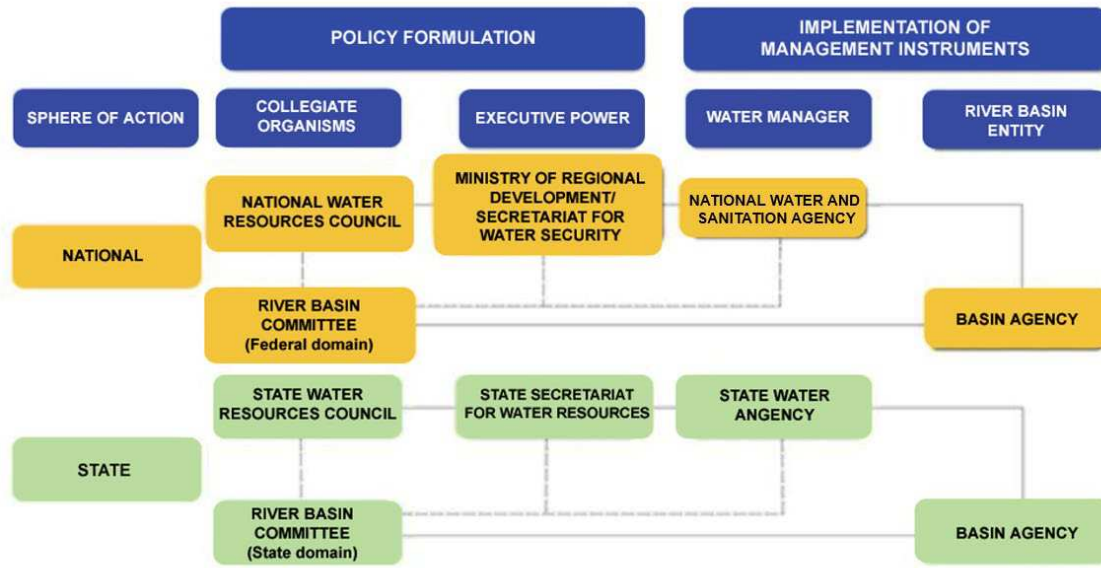 POLICY FORMULATION
IMPLEMENTATION OF
MANAGEMENT INSTRUMENTS
SPHERE OF ACTION
COLLEGIATE
ORGANISMS
EXECUTIVE POWER
WATER MANAGER
RIVER BASIN
ENTITY
NATIONAL
NATIONAL WATER
RESOURCES COUNCIL
MINISTRY OF REGIONAL
DEVELOPMENT/
SECRETARIAT FOR
WATER SECURITY
NATIONAL WATER AND
SANITATION AGENCY
RIVER BASIN
COMMITTEE
(Federal domain)
BASIN AGENCY
STATE
STATE WATER
RESOURCES COUNCIL
STATE SECRETARIAT
FOR WATER RESOURCES
STATE WATER
ANGENCY
RIVER BASIN
COMMITTEE
(State domain)
BASIN AGENCY